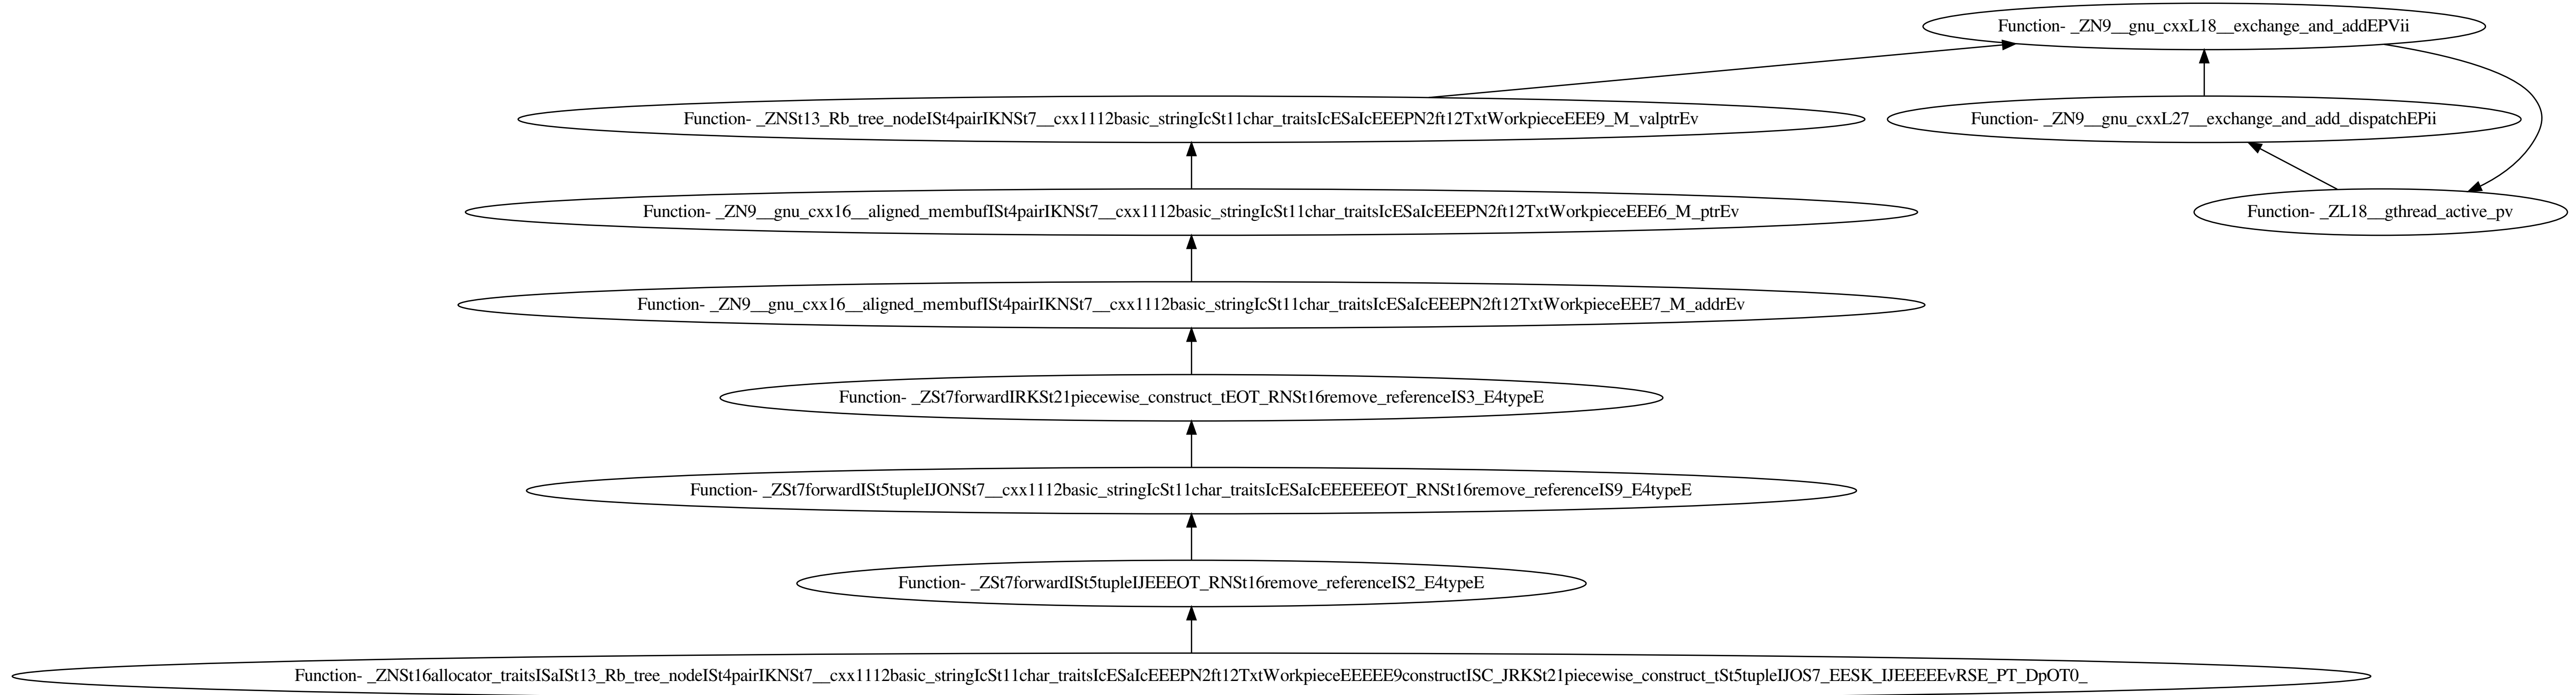 Function- _ZN9__gnu_cxxL18__exchange_and_addEPVii
Function- _ZNSt13_Rb_tree_nodeISt4pairIKNSt7__cxx1112basic_stringIcSt11char_traitsIcESaIcEEEPN2ft12TxtWorkpieceEEE9_M_valptrEv
Function- _ZN9__gnu_cxxL27__exchange_and_add_dispatchEPii
Function- _ZN9__gnu_cxx16__aligned_membufISt4pairIKNSt7__cxx1112basic_stringIcSt11char_traitsIcESaIcEEEPN2ft12TxtWorkpieceEEE6_M_ptrEv
Function- _ZL18__gthread_active_pv
Function- _ZN9__gnu_cxx16__aligned_membufISt4pairIKNSt7__cxx1112basic_stringIcSt11char_traitsIcESaIcEEEPN2ft12TxtWorkpieceEEE7_M_addrEv
Function- _ZSt7forwardIRKSt21piecewise_construct_tEOT_RNSt16remove_referenceIS3_E4typeE
Function- _ZSt7forwardISt5tupleIJONSt7__cxx1112basic_stringIcSt11char_traitsIcESaIcEEEEEEOT_RNSt16remove_referenceIS9_E4typeE
Function- _ZSt7forwardISt5tupleIJEEEOT_RNSt16remove_referenceIS2_E4typeE
Function- _ZNSt16allocator_traitsISaISt13_Rb_tree_nodeISt4pairIKNSt7__cxx1112basic_stringIcSt11char_traitsIcESaIcEEEPN2ft12TxtWorkpieceEEEEE9constructISC_JRKSt21piecewise_construct_tSt5tupleIJOS7_EESK_IJEEEEEvRSE_PT_DpOT0_